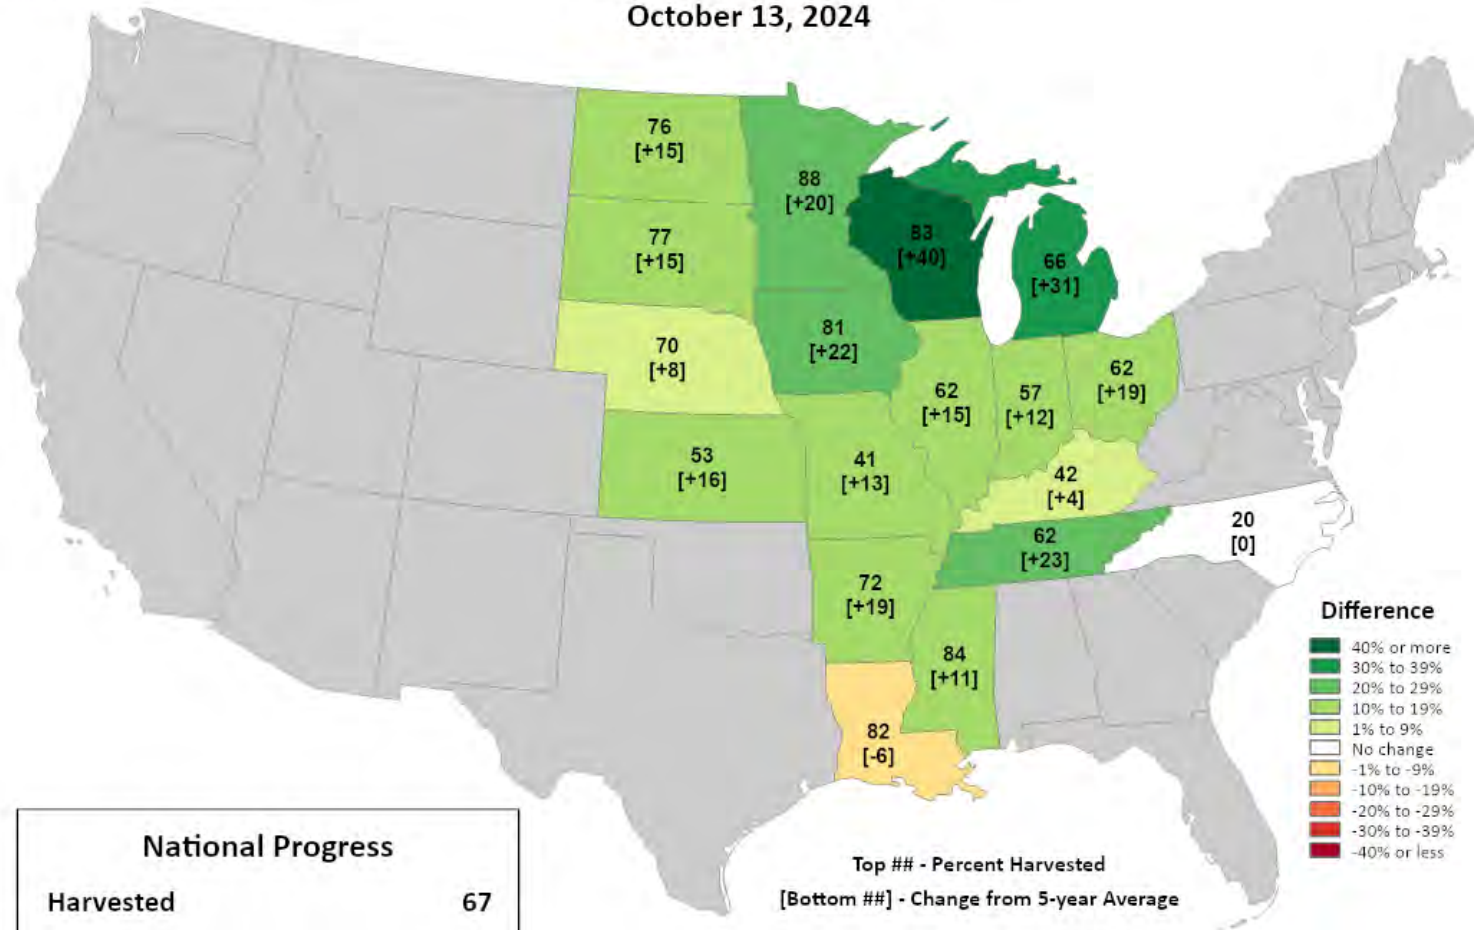 October 13, 2024
76
[+15]
88
[+20]
77
[+15]
83
[+40]
66
[+31]
70
[+8]
81
[+22]
62
[+15]
57
[+12]
62
[+19]
53
[+16]
41
[+13]
42
[+4]
62
[+23]
20
[0]
72
[+19]
84
[+11]
82
[-6]
Difference
40% or more
30% to 39%
20% to 29%
10% to 19%
1% to 9%
No change
-1% to -9%
-10% to -19%
-20% to -29%
-30% to -39%
-40% or less
National Progress
Harvested 67
Top ## - Percent Harvested
[Bottom ##] - Change from 5-year Average